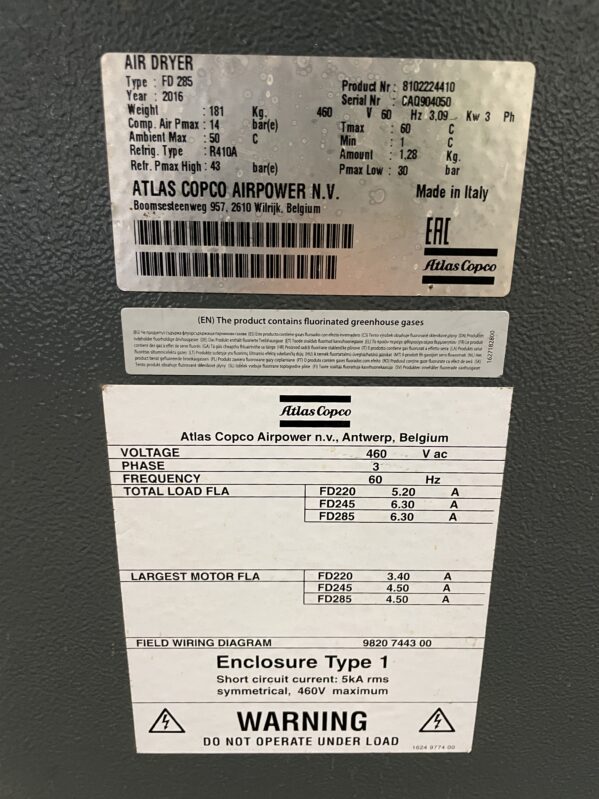 AIR DRYER
Type : FD 285
Product Nr : 8102224410
Year : 2016
Serial Nr : CAQ904050
Weight : 181 Kg. 460 V 60 Hz 3,09 Kw 3 Ph
Comp. Air Pmax : 14 bar(e) Tmax : 60 C
Ambient Max : 50 C Min : 1 C
Refrig. Type : R410A Amount : 1,28 Kg.
Refr. Pmax High : 43 bar(e) Pmax Low : 30 bar
ATLAS COPCO AIRPOWER N.V. Made in Italy
Boomsesteenweg 957, 2610 Wilrijk, Belgium
EAC
Atlas Copco
(EN) The product contains fluorinated greenhouse gases
1627182800
Atlas Copco
Atlas Copco Airpower n.v., Antwerp, Belgium
VOLTAGE 460 V ac
PHASE 3
FREQUENCY 60 Hz
TOTAL LOAD FLA FD220 5.20 A
FD245 6.30 A
FD285 6.30 A
LARGEST MOTOR FLA FD220 3.40 A
FD245 4.50 A
FD285 4.50 A
FIELD WIRING DIAGRAM 9820 7443 00
Enclosure Type 1
Short circuit current: 5kA rms
symmetrical, 460V maximum
WARNING
DO NOT OPERATE UNDER LOAD
1624 9774 00